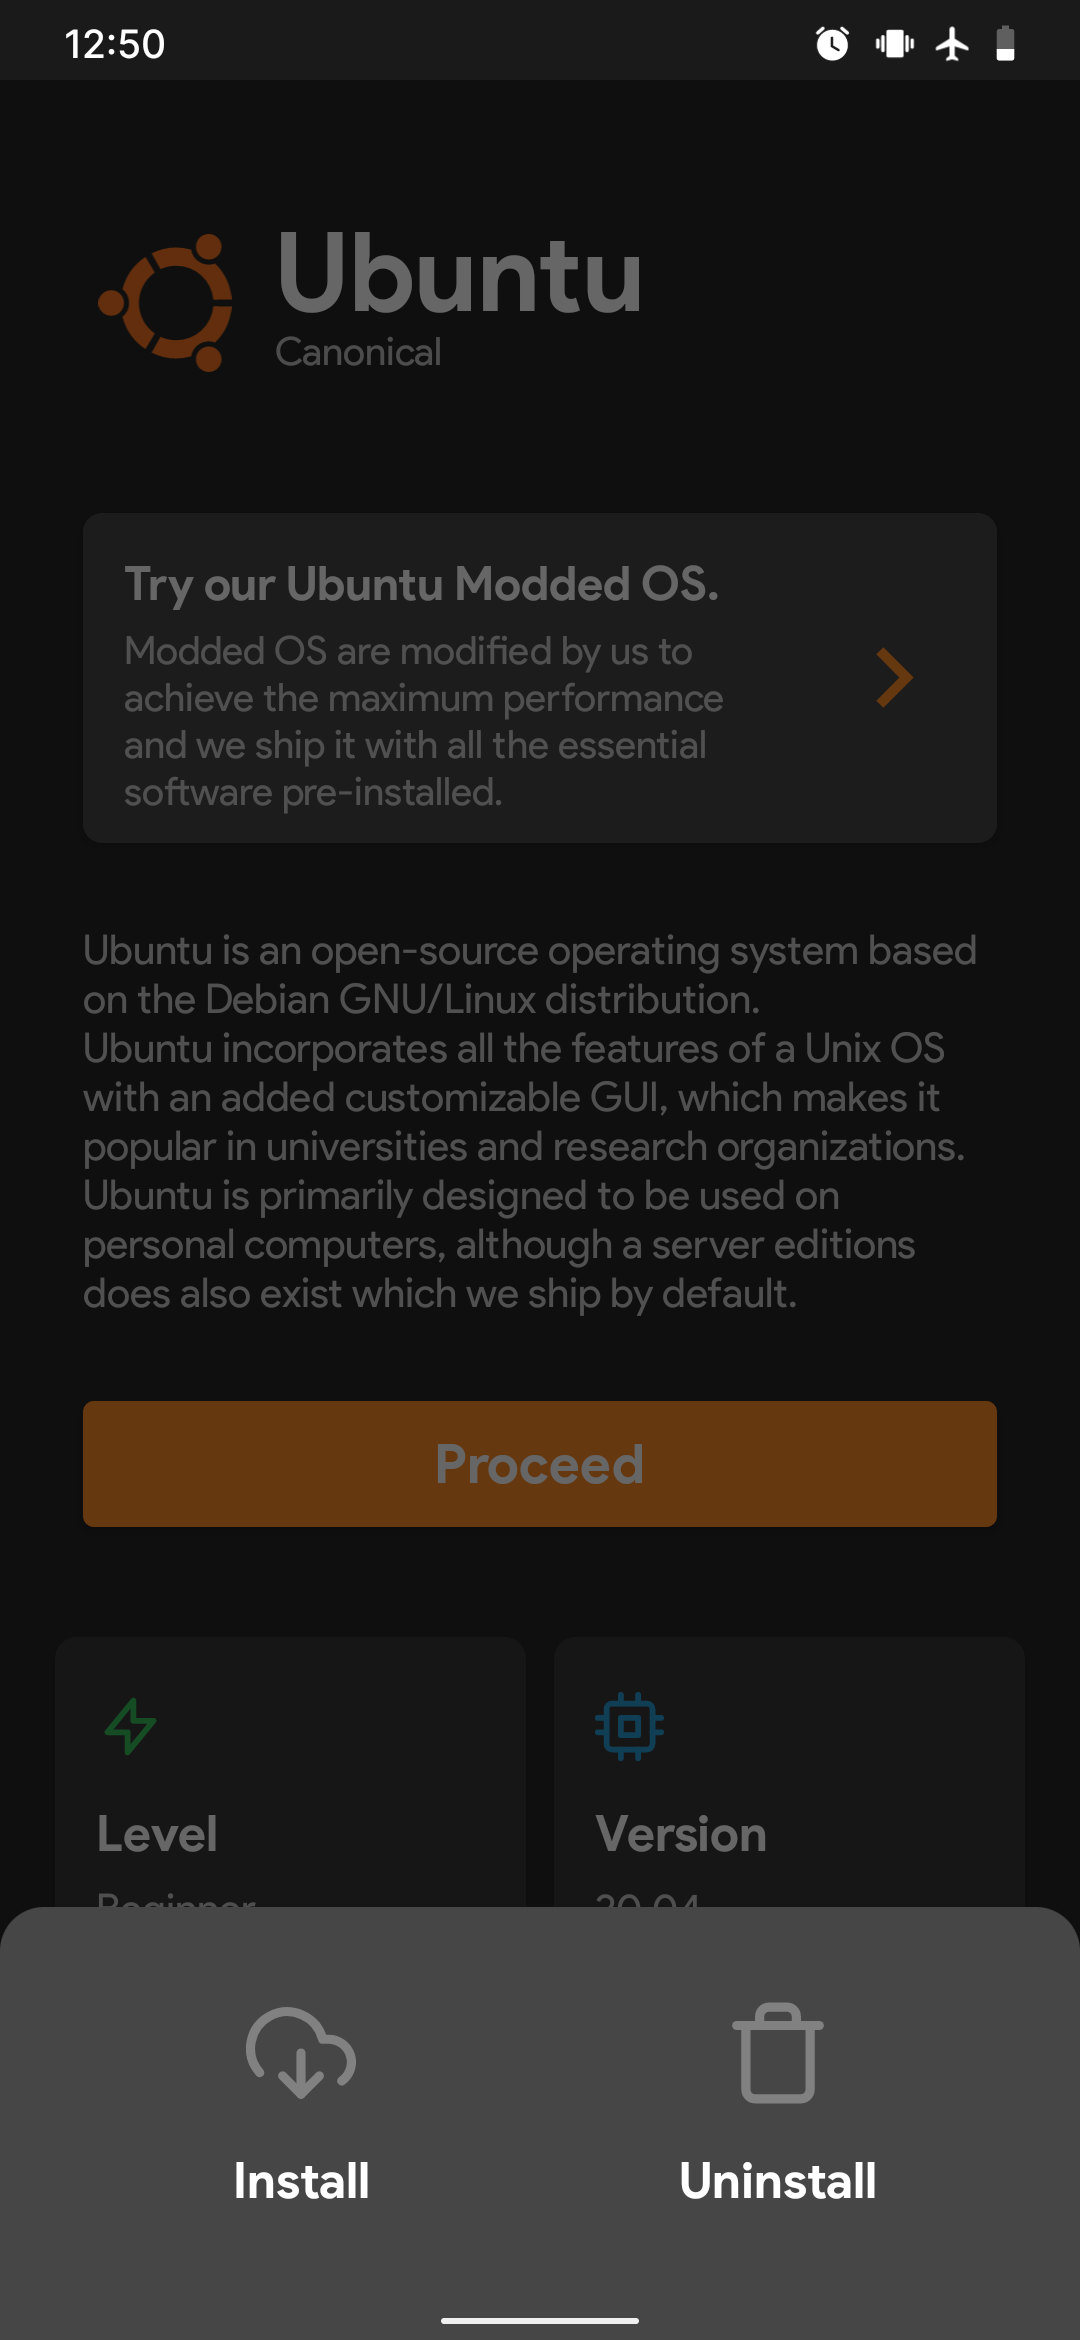 12:50
Ubuntu
Canonical
Try our Ubuntu Modded OS.
Modded OS are modified by us to
achieve the maximum performance
and we ship it with all the essential
software pre-installed.
Ubuntu is an open-source operating system based
on the Debian GNU/Linux distribution.
Ubuntu incorporates all the features of a Unix OS
with an added customizable GUI, which makes it
popular in universities and research organizations.
Ubuntu is primarily designed to be used on
personal computers, although a server editions
does also exist which we ship by default.
Proceed
Level
Version
Beginner
20.04
Install
Uninstall